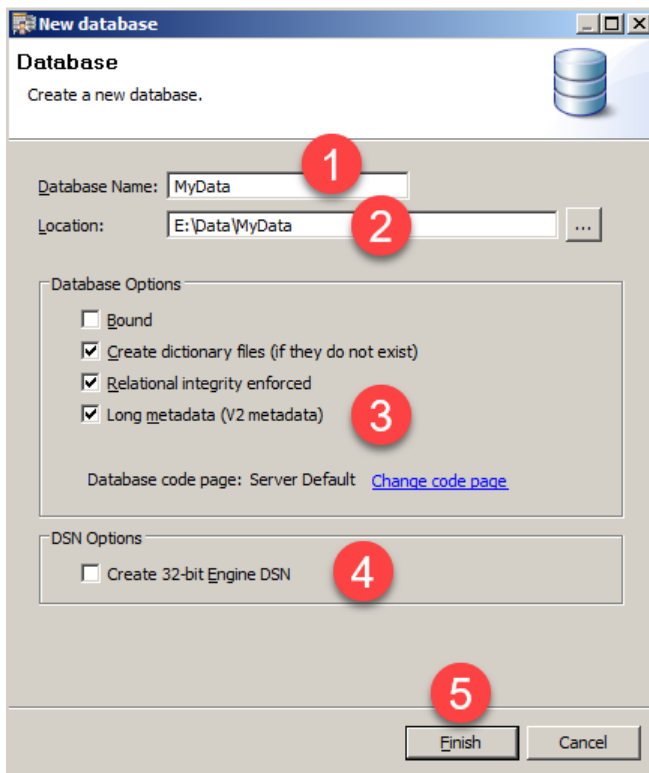 New database
Database
Create a new database.
1
Database Name: MyData
2
Location: E:\Data\MyData ...
Database Options
Bound
Create dictionary files (if they do not exist)
Relational integrity enforced
Long metadata (V2 metadata)
3
Database code page: Server Default Change code page
DSN Options
Create 32-bit Engine DSN
4
5
Finish Cancel